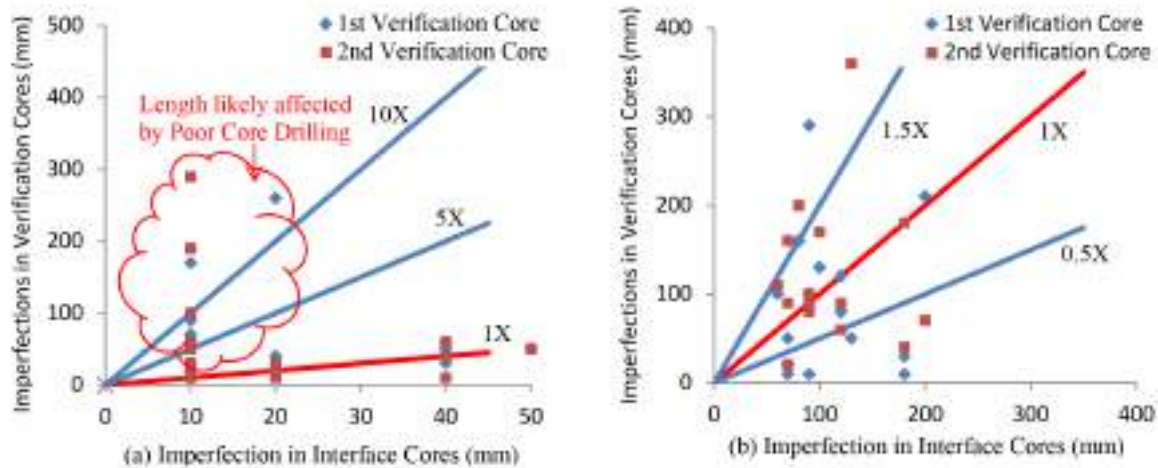 Imperfections in Verification Cores (mm)
500
400
300
200
100
0
1st Verification Core
2nd Verification Core
Length likely affected
by Poor Core Drilling
10X
5X
1X
0 10 20 30 40 50
(a) Imperfection in Interface Cores (mm)
Imperfections in Verification Cores (mm)
400
300
200
100
0
1st Verification Core
2nd Verification Core
1.5X
1X
0.5X
0 100 200 300 400
(b) Imperfection in Interface Cores (mm)